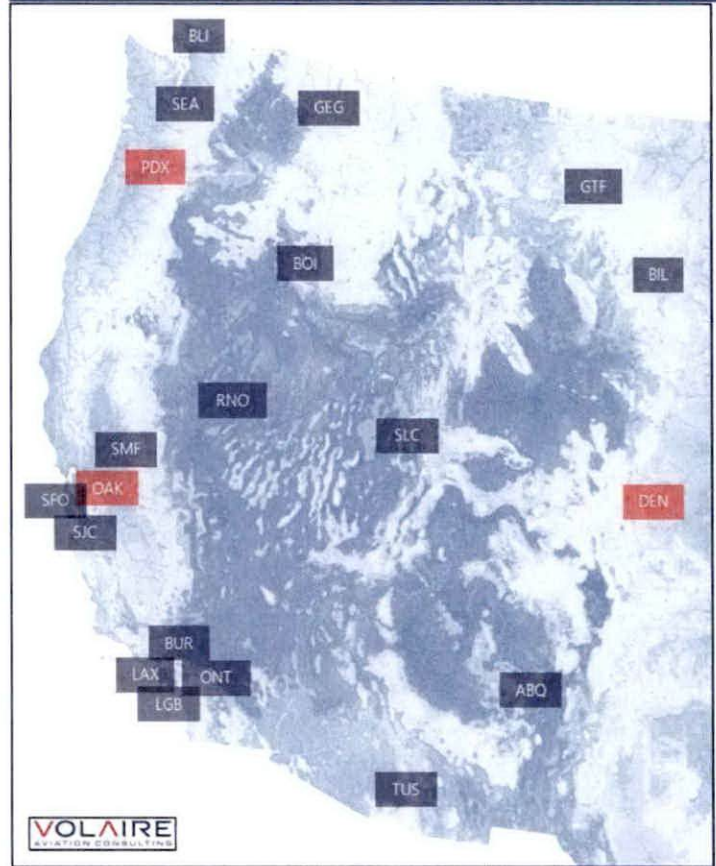 BLI
SEA
GEG
PDX
GTF
BOI
BIL
RNO
SLC
SMF
OAK
SFO
DEN
SJC
BUR
LAX
ONT
LGB
ABQ
TUS
VOLAIRE
AVIATION CONSULTING